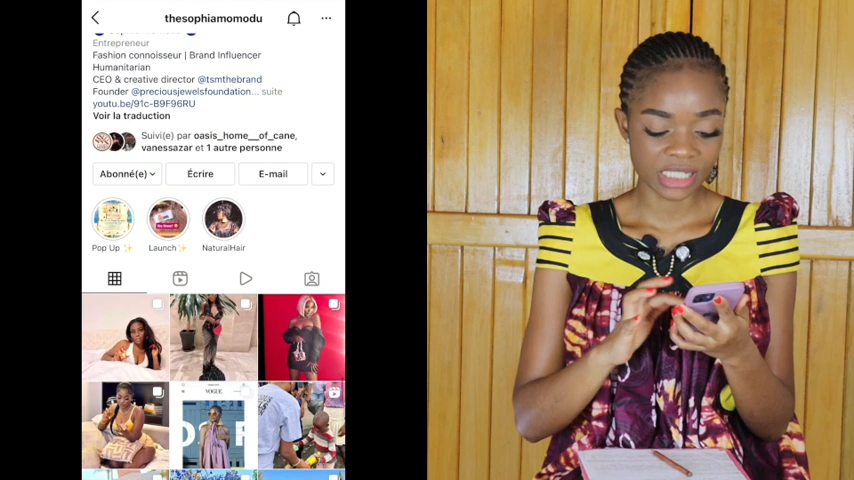 thesophiamomodu
Entrepreneur
Fashion connoisseur | Brand Influencer
Humanitarian
CEO & creative director @tsmthebrand
Founder @preciousjewelsfoundation... suite
youtu.be/91c-B9F96RU
Voir la traduction
Suivi(e) par oasis_home__of_cane,
vanessazar et 1 autre personne
Abonné(e) Écrire E-mail
Pop Up ✨ Launch✨ NaturalHair
VOGUE